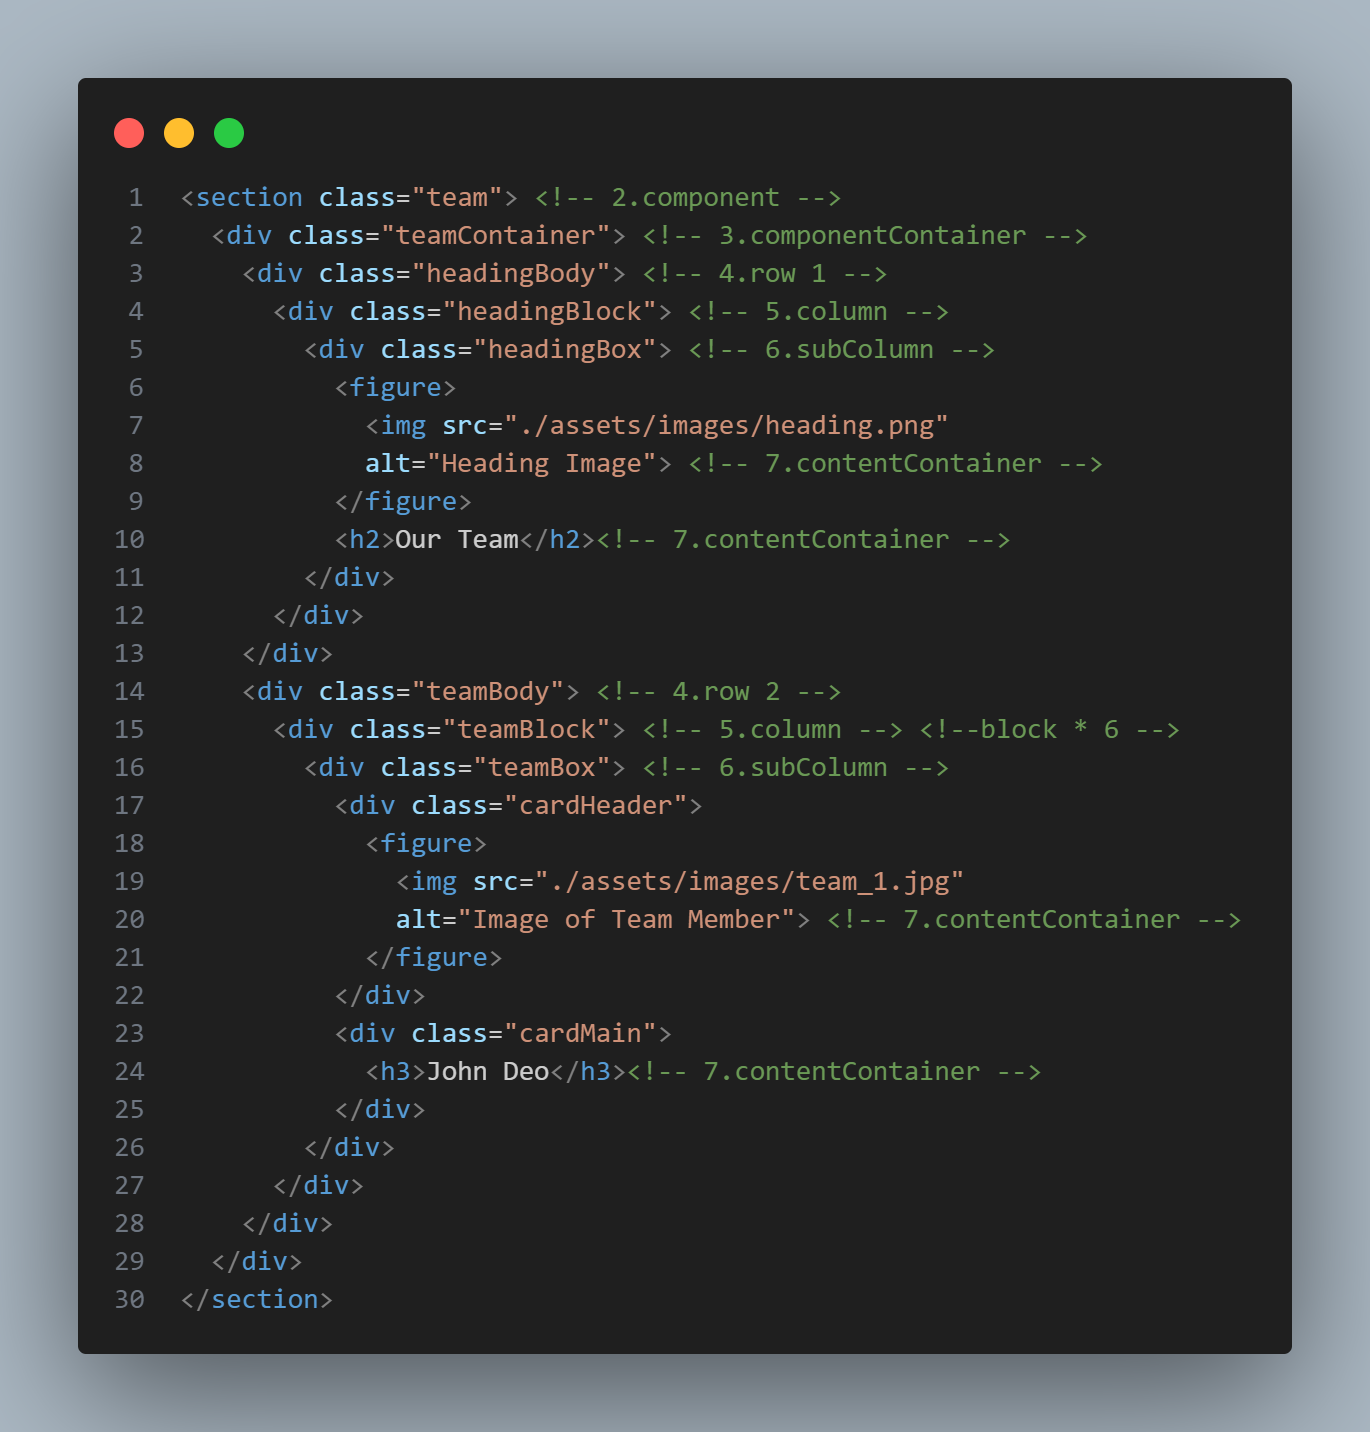 1 <section class="team"> <!-- 2.component -->
2   <div class="teamContainer"> <!-- 3.componentContainer -->
3     <div class="headingBody"> <!-- 4.row 1 -->
4       <div class="headingBlock"> <!-- 5.column -->
5         <div class="headingBox"> <!-- 6.subColumn -->
6           <figure>
7             <img src="./assets/images/heading.png"
8             alt="Heading Image"> <!-- 7.contentContainer -->
9           </figure>
10           <h2>Our Team</h2><!-- 7.contentContainer -->
11         </div>
12       </div>
13     </div>
14     <div class="teamBody"> <!-- 4.row 2 -->
15       <div class="teamBlock"> <!-- 5.column --> <!--block * 6 -->
16         <div class="teamBox"> <!-- 6.subColumn -->
17           <div class="cardHeader">
18             <figure>
19               <img src="./assets/images/team_1.jpg"
20               alt="Image of Team Member"> <!-- 7.contentContainer -->
21             </figure>
22           </div>
23           <div class="cardMain">
24             <h3>John Deo</h3><!-- 7.contentContainer -->
25           </div>
26         </div>
27       </div>
28     </div>
29   </div>
30 </section>